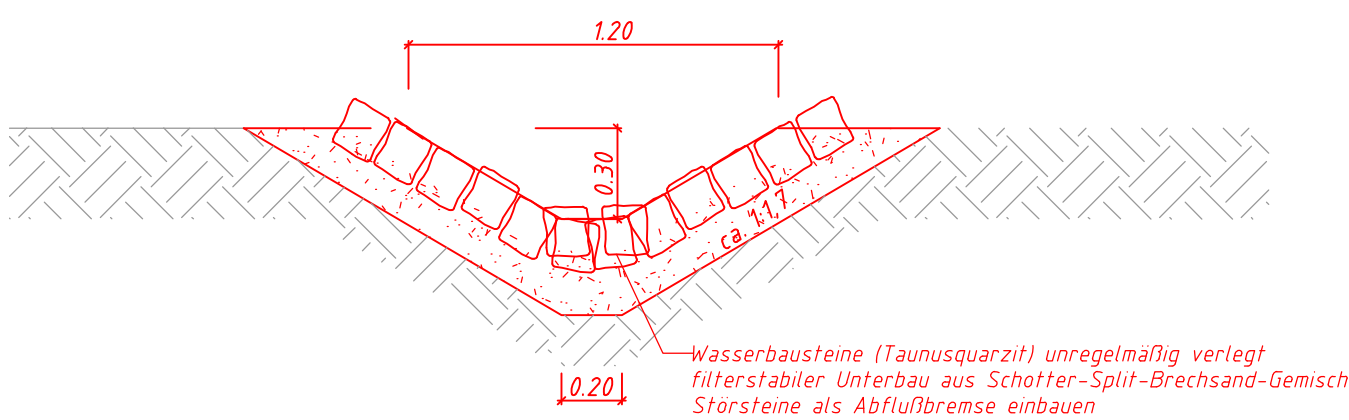 1.20
0.30
ca. 1:1,7
Wasserbausteine (Taunusquarzit) unregelmäßig verlegt
filterstabiler Unterbau aus Schotter-Split-Brechsand-Gemisch
0.20
Störsteine als Abflußbremse einbauen